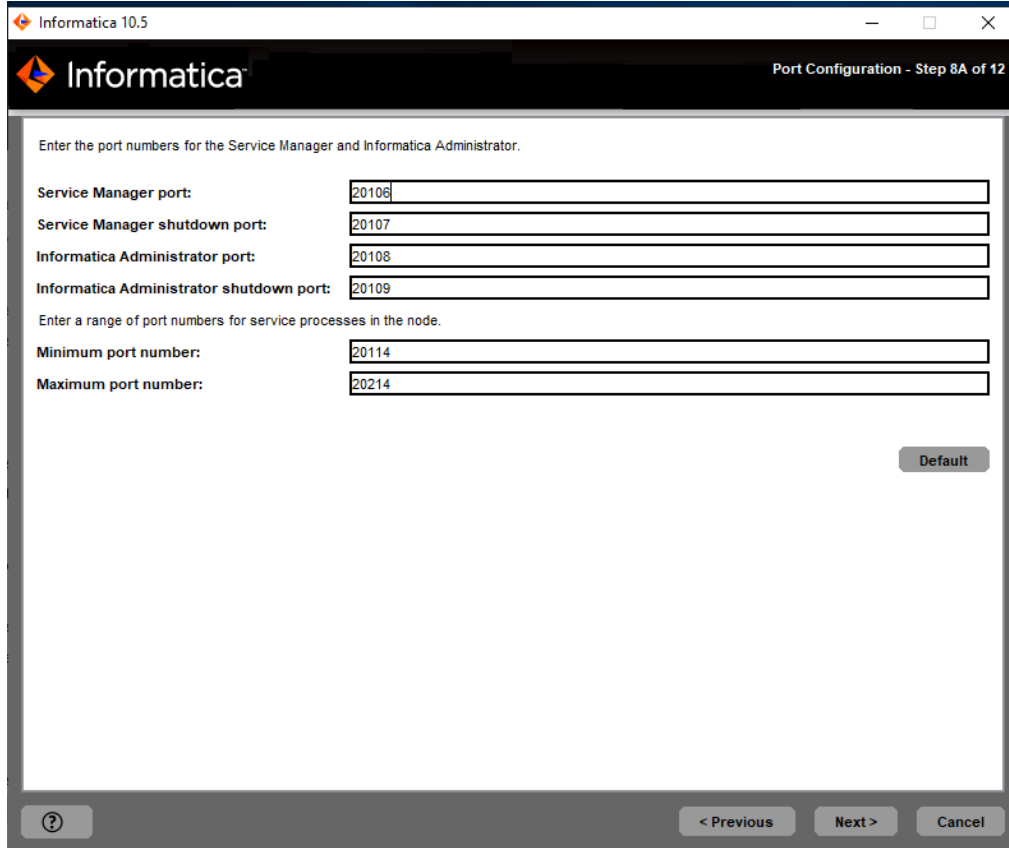 Informatica 10.5
Informatica
Port Configuration - Step 8A of 12
Enter the port numbers for the Service Manager and Informatica Administrator.
Service Manager port: 20106
Service Manager shutdown port: 20107
Informatica Administrator port: 20108
Informatica Administrator shutdown port: 20109
Enter a range of port numbers for service processes in the node.
Minimum port number: 20114
Maximum port number: 20214
Default
? < Previous Next > Cancel